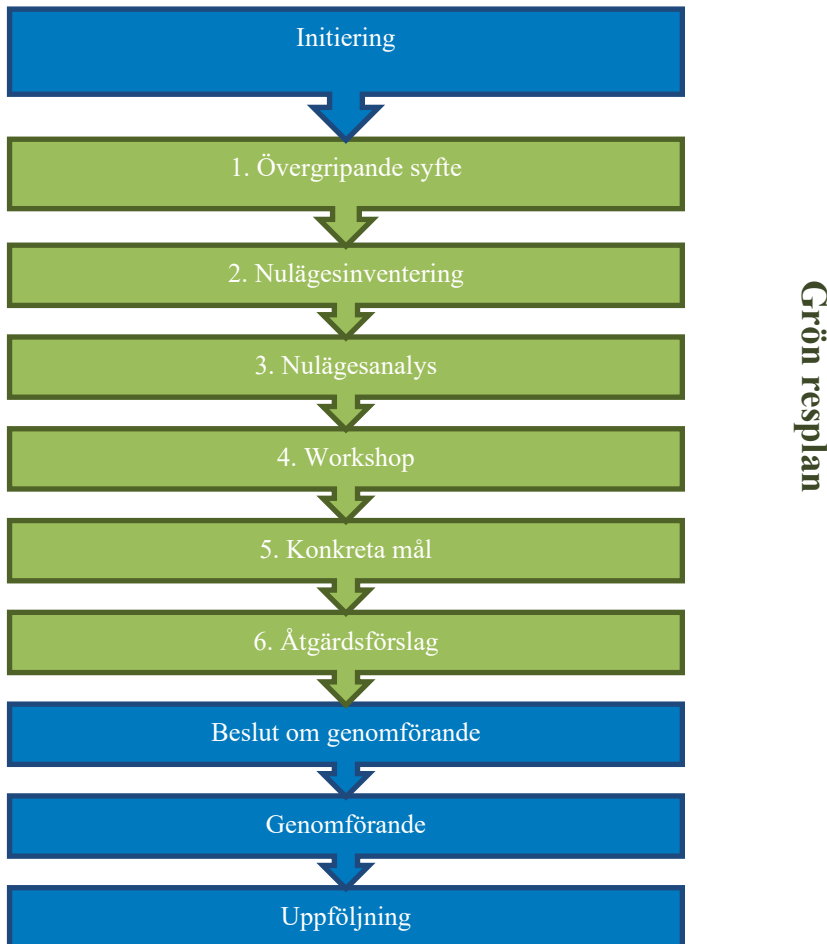 Initiering
1. Övergripande syfte
2. Nulägesinventering
3. Nulägesanalys
4. Workshop
5. Konkreta mål
6. Åtgärdsförslag
Beslut om genomförande
Genomförande
Uppföljning
Grön resplan